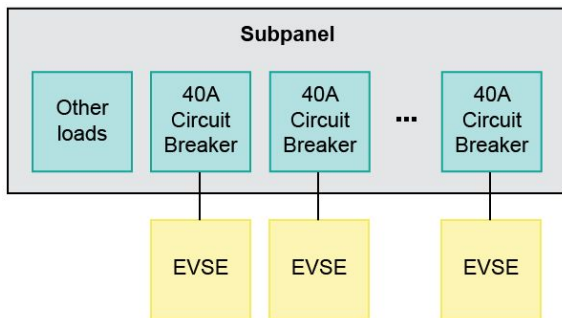 Subpanel
Other
loads
40A
Circuit
Breaker
40A
Circuit
Breaker
...
40A
Circuit
Breaker
EVSE
EVSE
EVSE